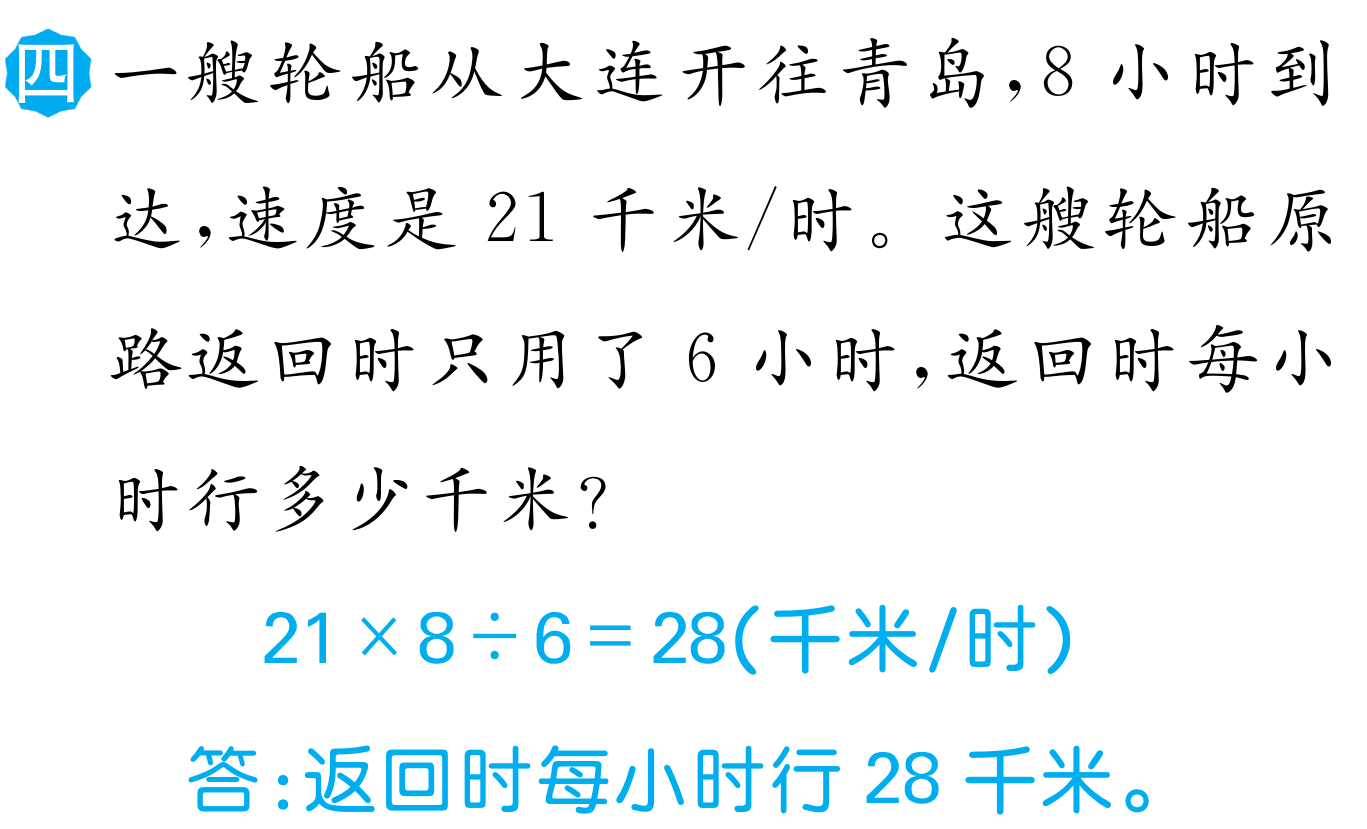 四 一艘轮船从大连开往青岛,8 小时到
达,速度是 21 千米/时。这艘轮船原
路返回时只用了 6 小时,返回时每小
时行多少千米?
21×8÷6=28(千米/时)
答:返回时每小时行 28 千米。